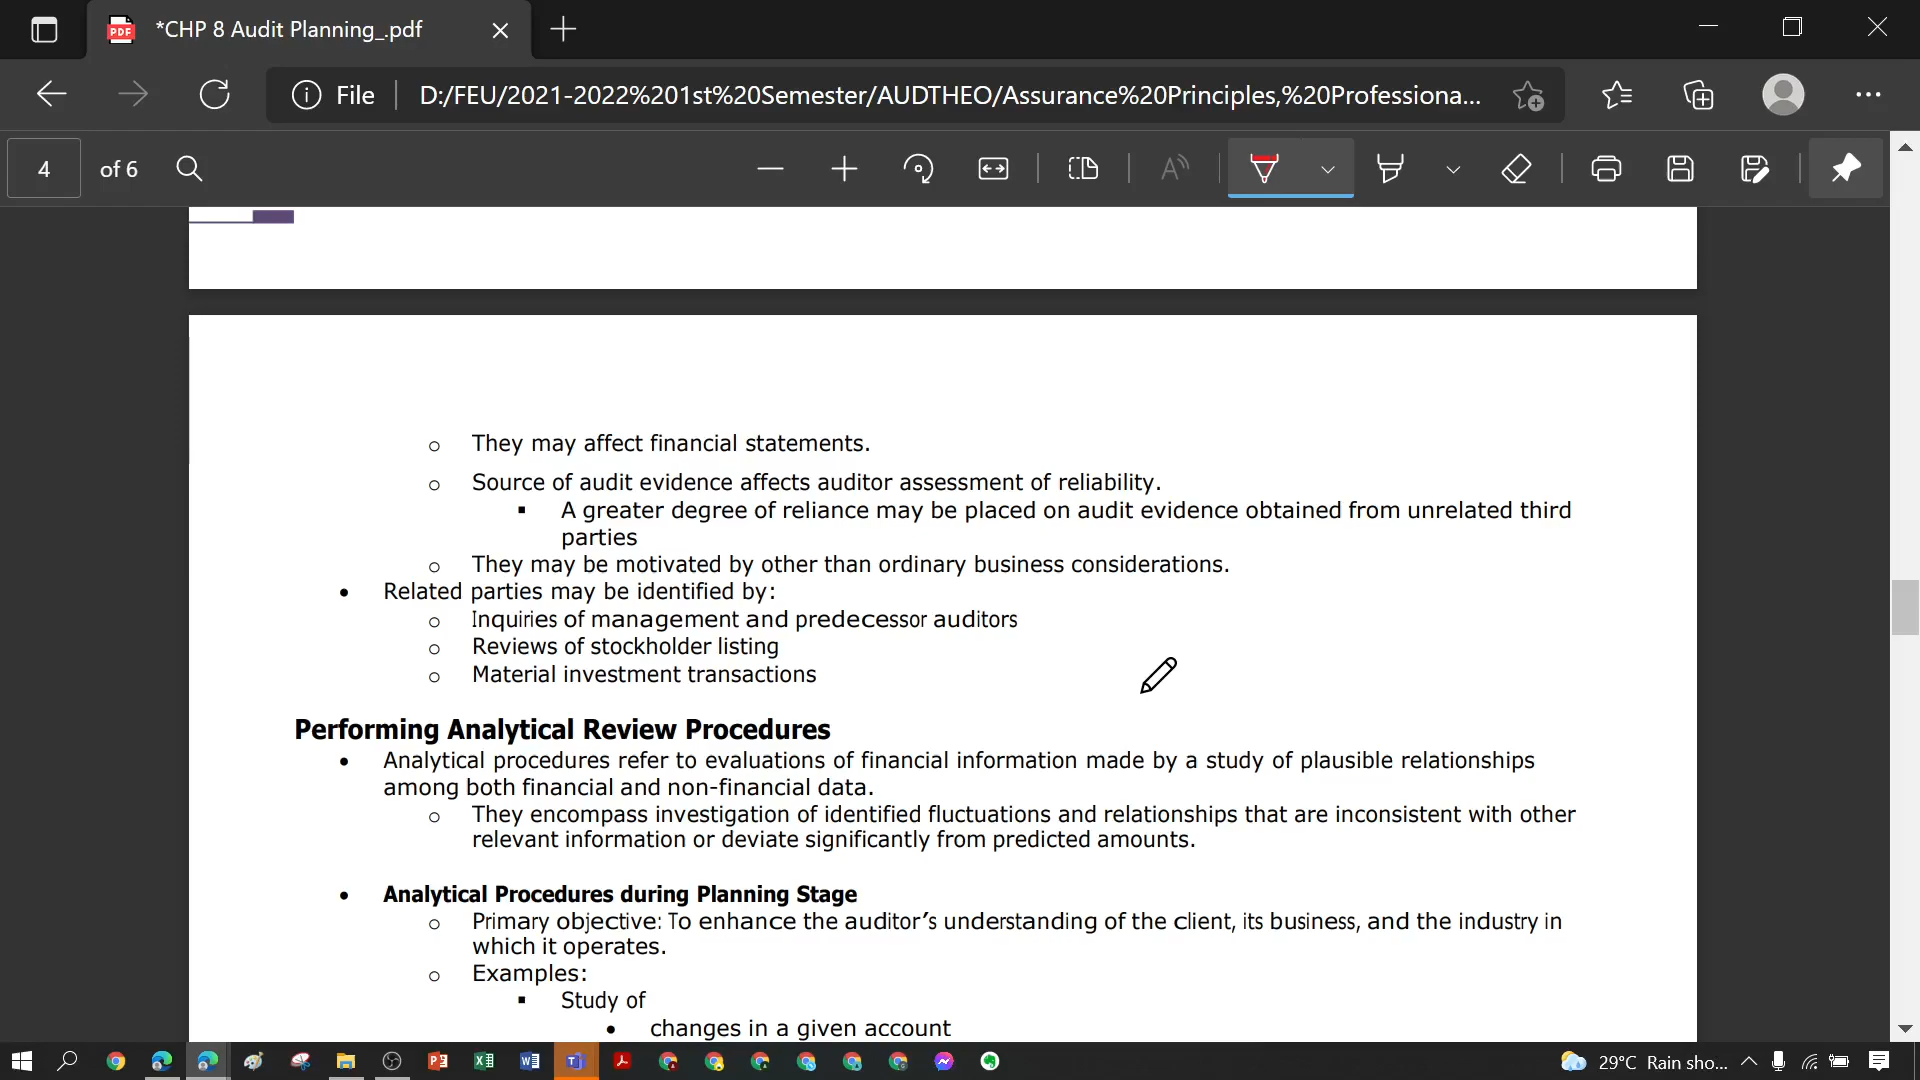 *CHP 8 Audit Planning_.pdf
File
D:/FEU/2021-2022%201st%20Semester/AUDTHEO/Assurance%20Principles,%20Professiona...
4 of 6
o They may affect financial statements.
o Source of audit evidence affects auditor assessment of reliability.
▪ A greater degree of reliance may be placed on audit evidence obtained from unrelated third
parties
o They may be motivated by other than ordinary business considerations.
• Related parties may be identified by:
o Inquiries of management and predecessor auditors
o Reviews of stockholder listing
o Material investment transactions
Performing Analytical Review Procedures
• Analytical procedures refer to evaluations of financial information made by a study of plausible relationships
among both financial and non-financial data.
o They encompass investigation of identified fluctuations and relationships that are inconsistent with other
relevant information or deviate significantly from predicted amounts.
• Analytical Procedures during Planning Stage
o Primary objective: To enhance the auditor's understanding of the client, its business, and the industry in
which it operates.
o Examples:
▪ Study of
• changes in a given account
29°C Rain sho...